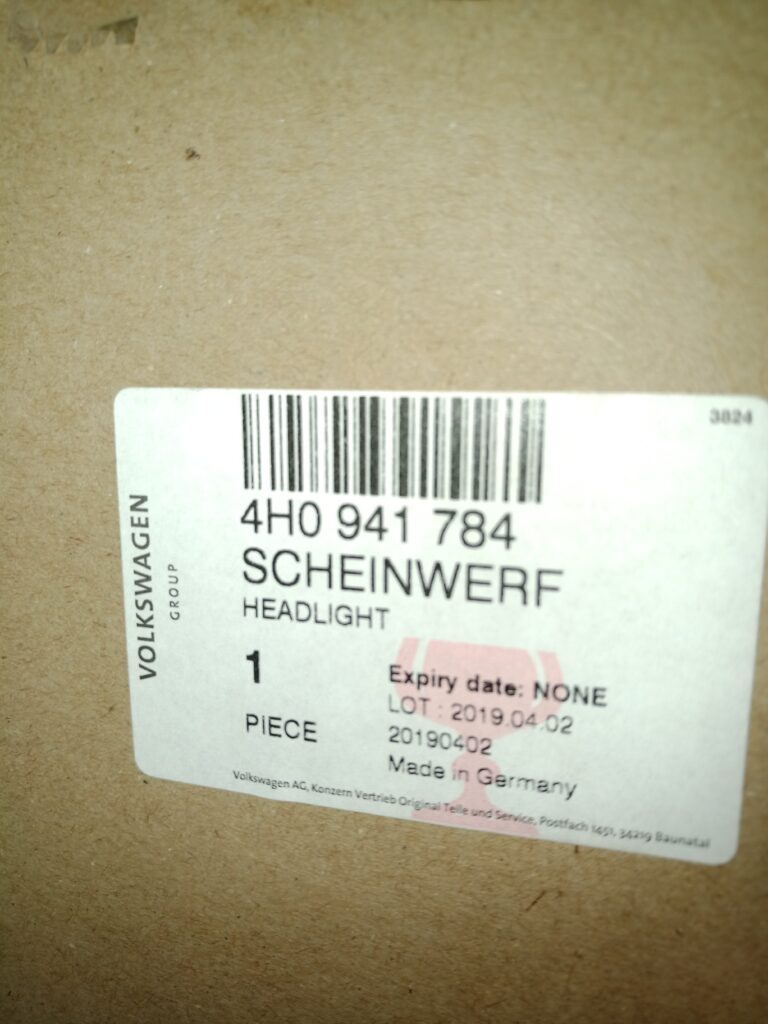 3824
VOLKSWAGEN
GROUP
4H0 941 784
SCHEINWERF
HEADLIGHT
1
PIECE
Expiry date: NONE
LOT : 2019.04.02
20190402
Made in Germany
Volkswagen AG, Konzern Vertrieb Original Teile und Service, Postfach 1451, 34219 Baunatal